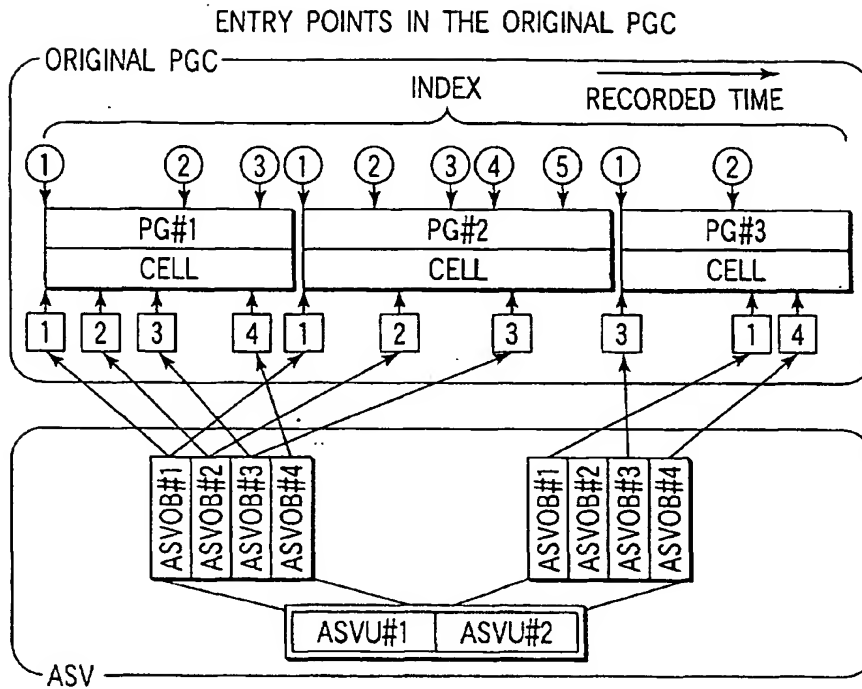 ENTRY POINTS IN THE ORIGINAL PGC
ORIGINAL PGC
INDEX
RECORDED TIME
1 2 3 1 2 3 4 5 1 2
PG#1 PG#2 PG#3
CELL CELL CELL
1 2 3 4 1 2 3 3 1 4
ASVOB#1 ASVOB#2 ASVOB#3 ASVOB#4 ASVOB#1 ASVOB#2 ASVOB#3 ASVOB#4
ASVU#1 ASVU#2
ASV